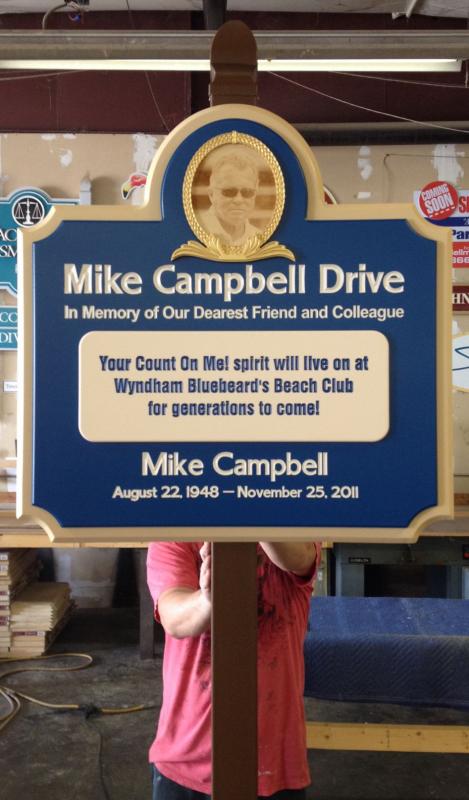 Mike Campbell Drive
In Memory of Our Dearest Friend and Colleague
Your Count On Me! spirit will live on at
Wyndham Bluebeard's Beach Club
for generations to come!
Mike Campbell
August 22, 1948 – November 25, 2011
COMING
SOON